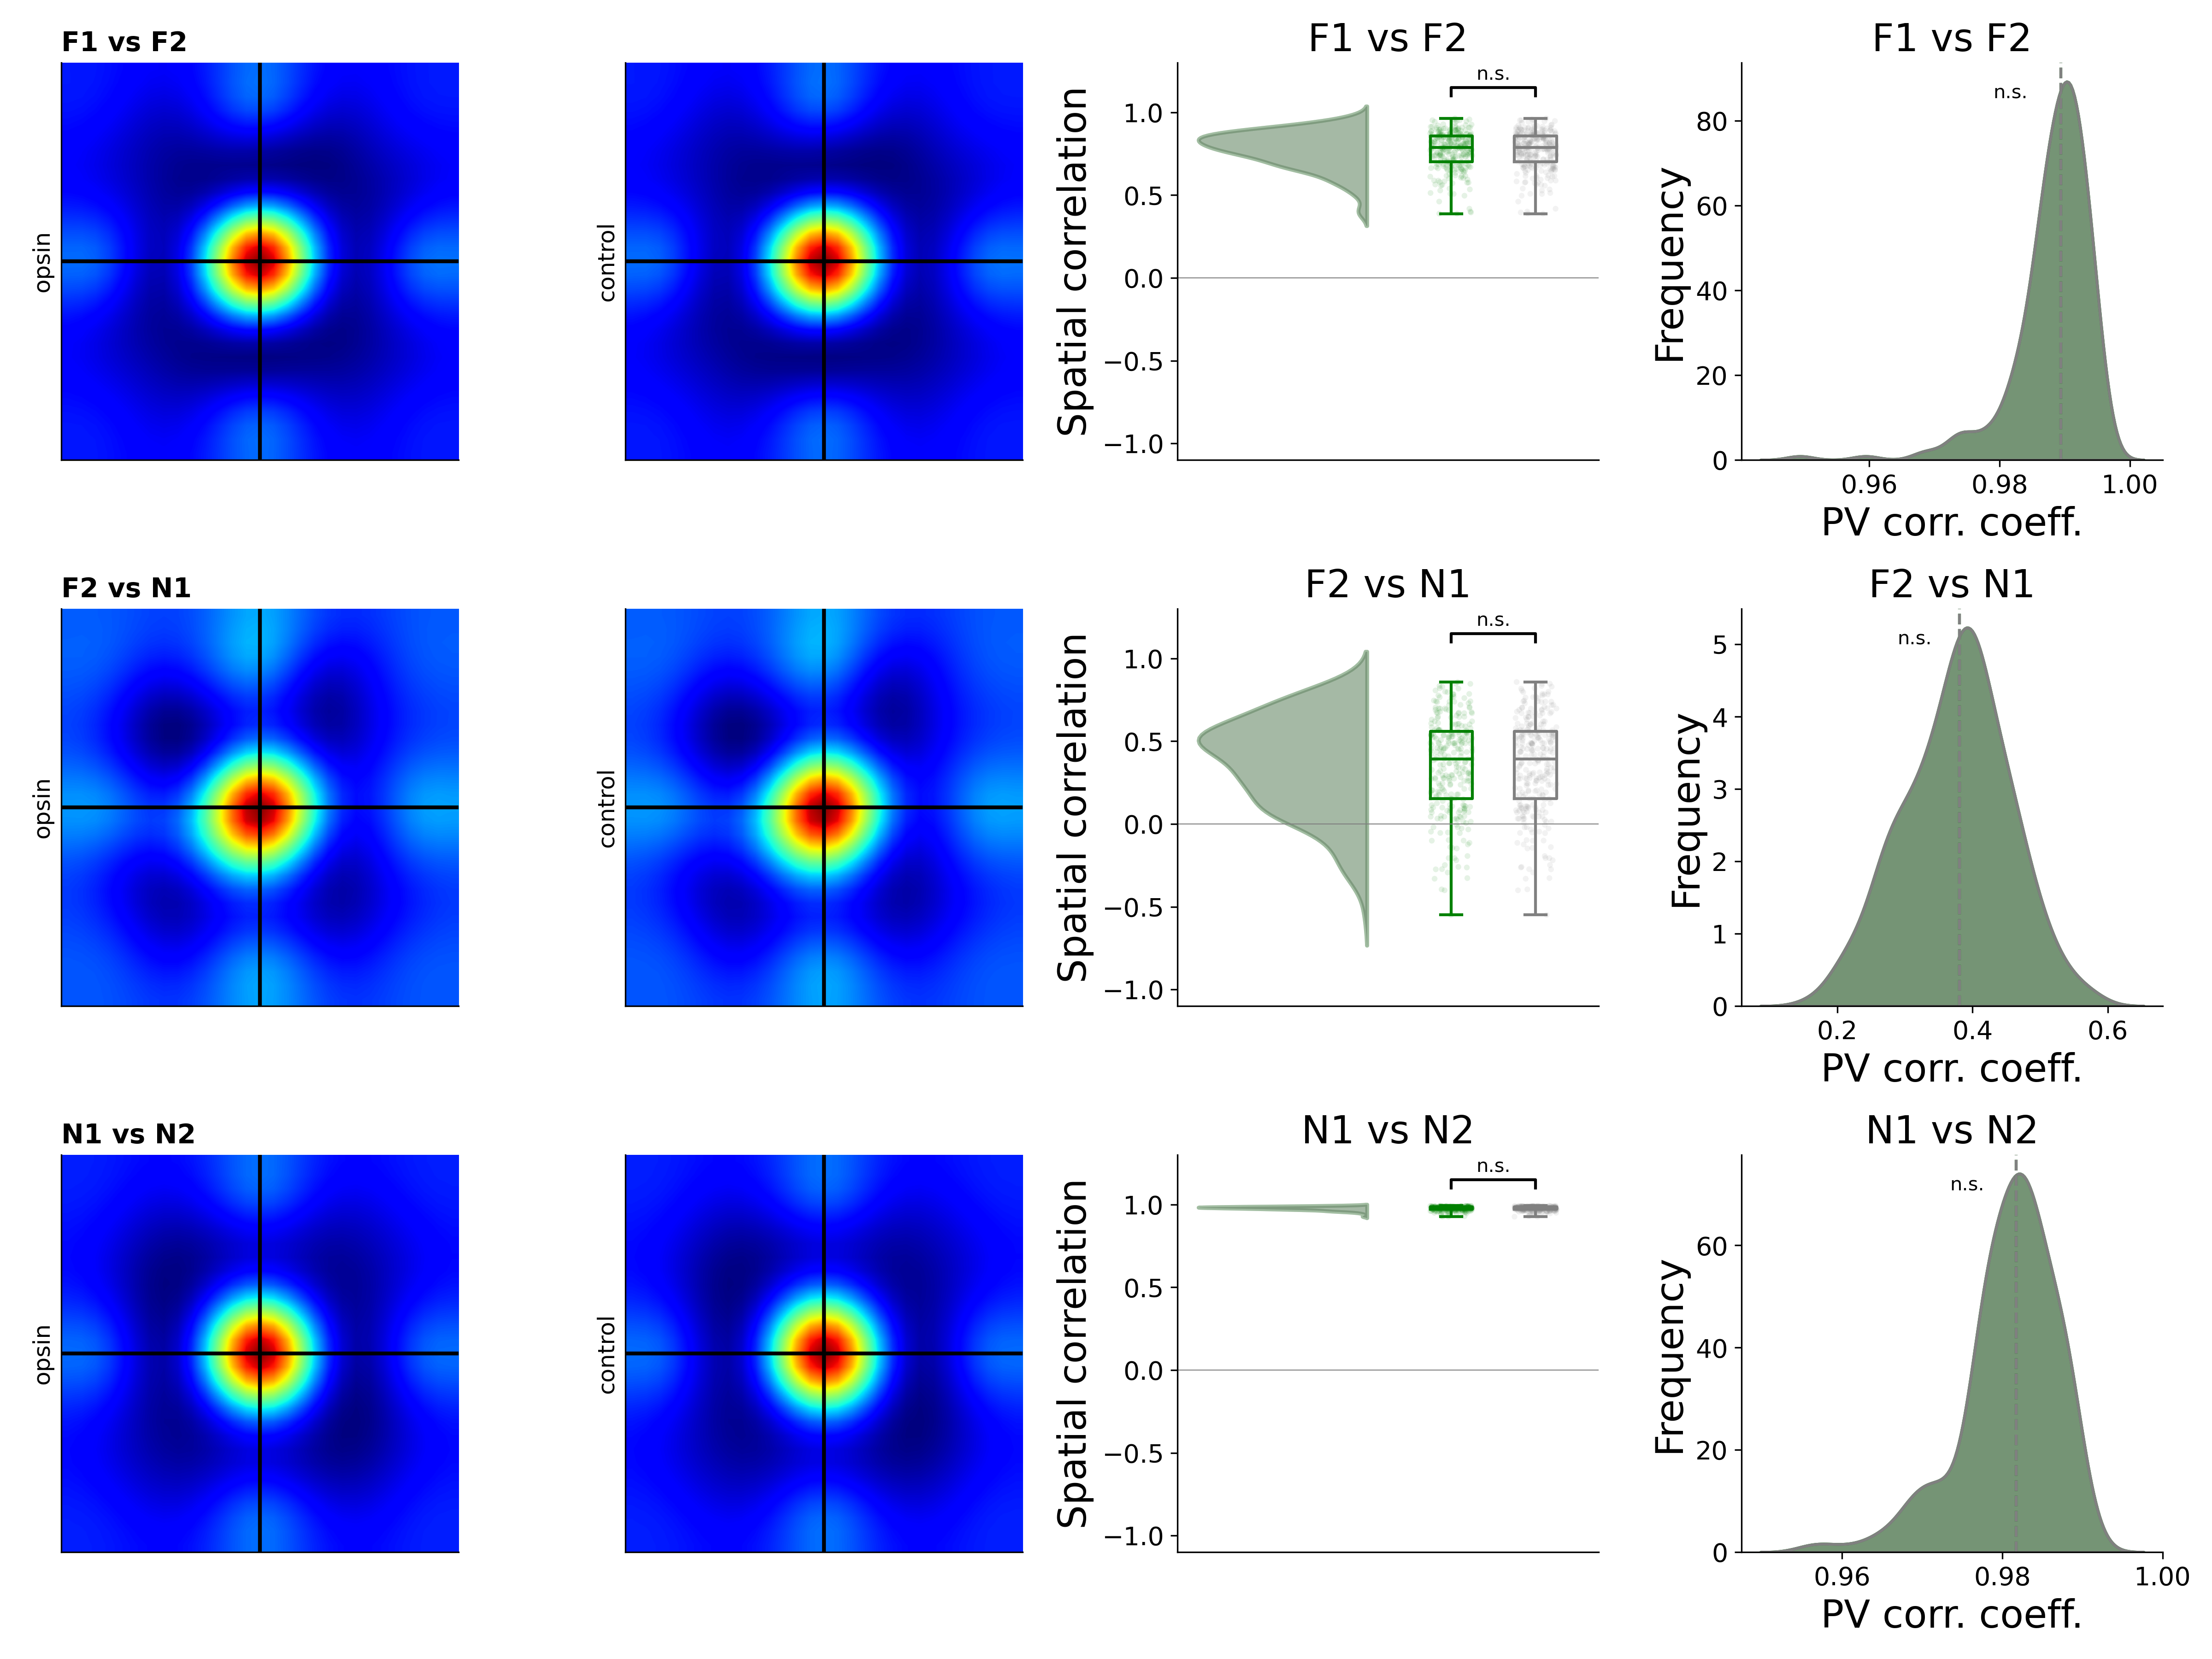 F1 vs F2
opsin
control
F1 vs F2
Spatial correlation
1.0
0.5
0.0
−0.5
−1.0
n.s.
F1 vs F2
Frequency
80
60
40
20
0
n.s.
0.96 0.98 1.00
PV corr. coeff.
F2 vs N1
opsin
control
F2 vs N1
Spatial correlation
1.0
0.5
0.0
−0.5
−1.0
n.s.
F2 vs N1
Frequency
5
4
3
2
1
0
n.s.
0.2 0.4 0.6
PV corr. coeff.
N1 vs N2
opsin
control
N1 vs N2
Spatial correlation
1.0
0.5
0.0
−0.5
−1.0
n.s.
N1 vs N2
Frequency
60
40
20
0
n.s.
0.96 0.98 1.00
PV corr. coeff.